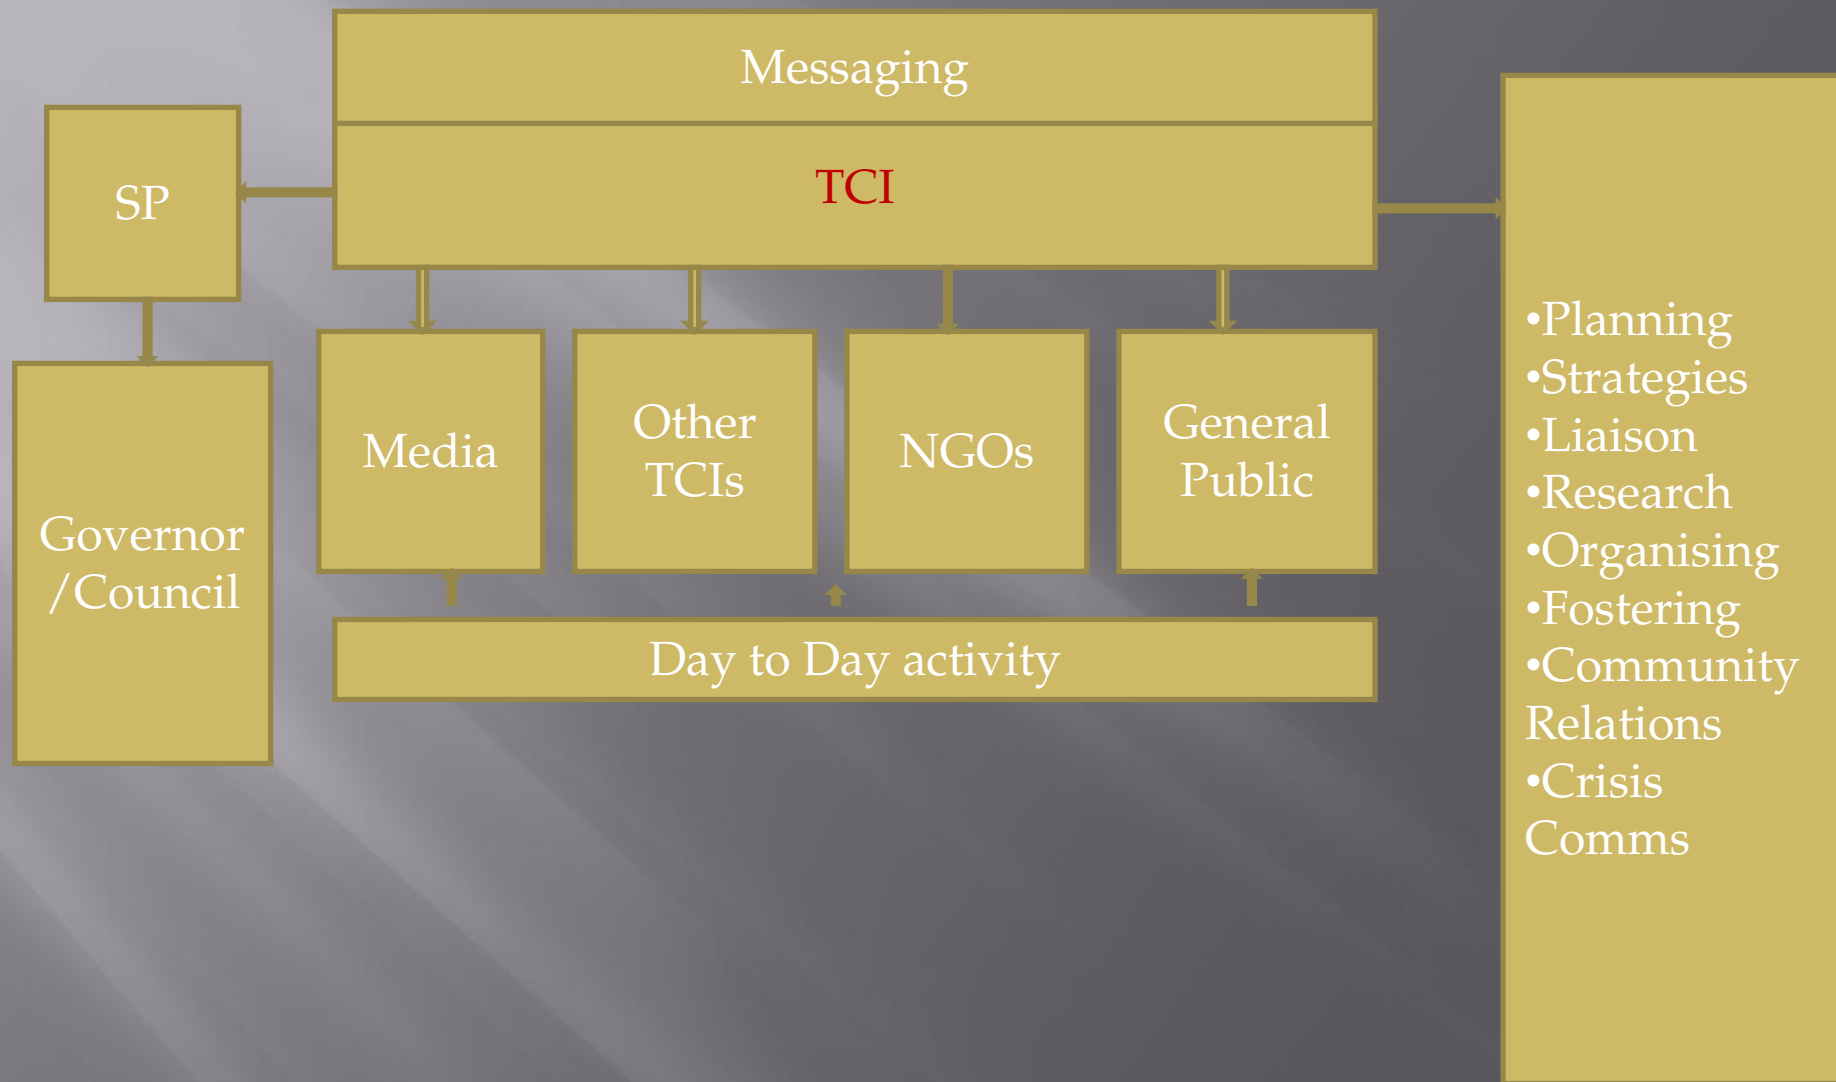 Messaging
TCI
SP
Governor
/Council
Media
Other
TCIs
NGOs
General
Public
Day to Day activity
•Planning
•Strategies
•Liaison
•Research
•Organising
•Fostering
•Community
Relations
•Crisis
Comms